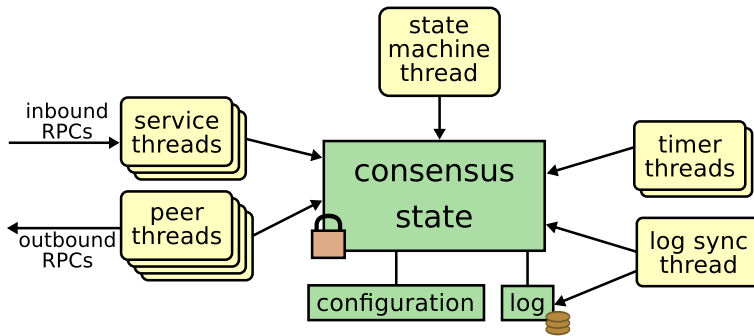 state
machine
thread
inbound
RPCs
service
threads
consensus
state
timer
threads
peer
threads
outbound
RPCs
log sync
thread
configuration
log